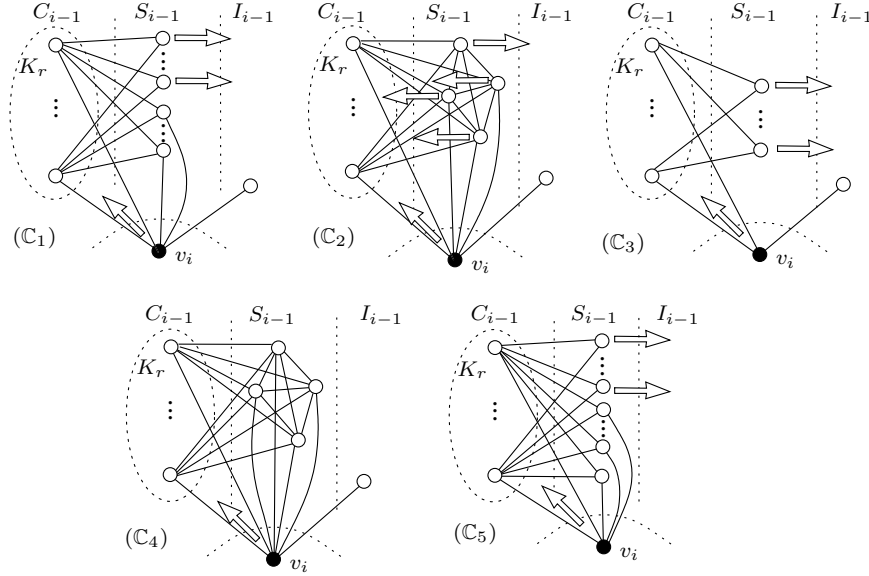 C_{i−1} S_{i−1} I_{i−1}
K_r
(ℂ_1)
v_i
C_{i−1} S_{i−1} I_{i−1}
K_r
(ℂ_2)
v_i
C_{i−1} S_{i−1} I_{i−1}
K_r
(ℂ_3)
v_i
C_{i−1} S_{i−1} I_{i−1}
K_r
(ℂ_4)
v_i
C_{i−1} S_{i−1} I_{i−1}
K_r
(ℂ_5)
v_i